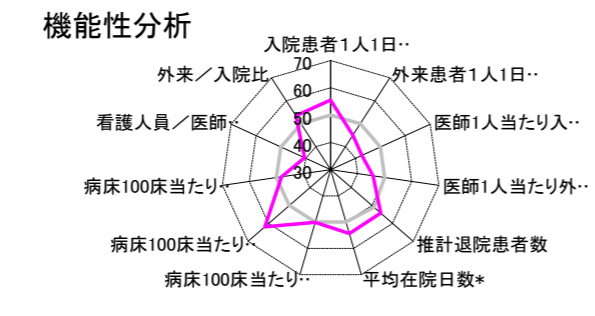 機能性分析
入院患者1人1日‥
外来患者1人1日‥
医師1人当たり入‥
医師1人当たり外‥
推計退院患者数
平均在院日数*
病床100床当たり‥
病床100床当たり‥
病床100床当たり‥
看護人員／医師‥
外来／入院比
70
60
50
40
30